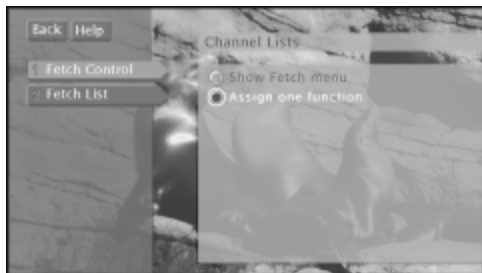 Back Help
Channel Lists
1 Fetch Control
Show Fetch menu
2 Fetch List
Assign one function